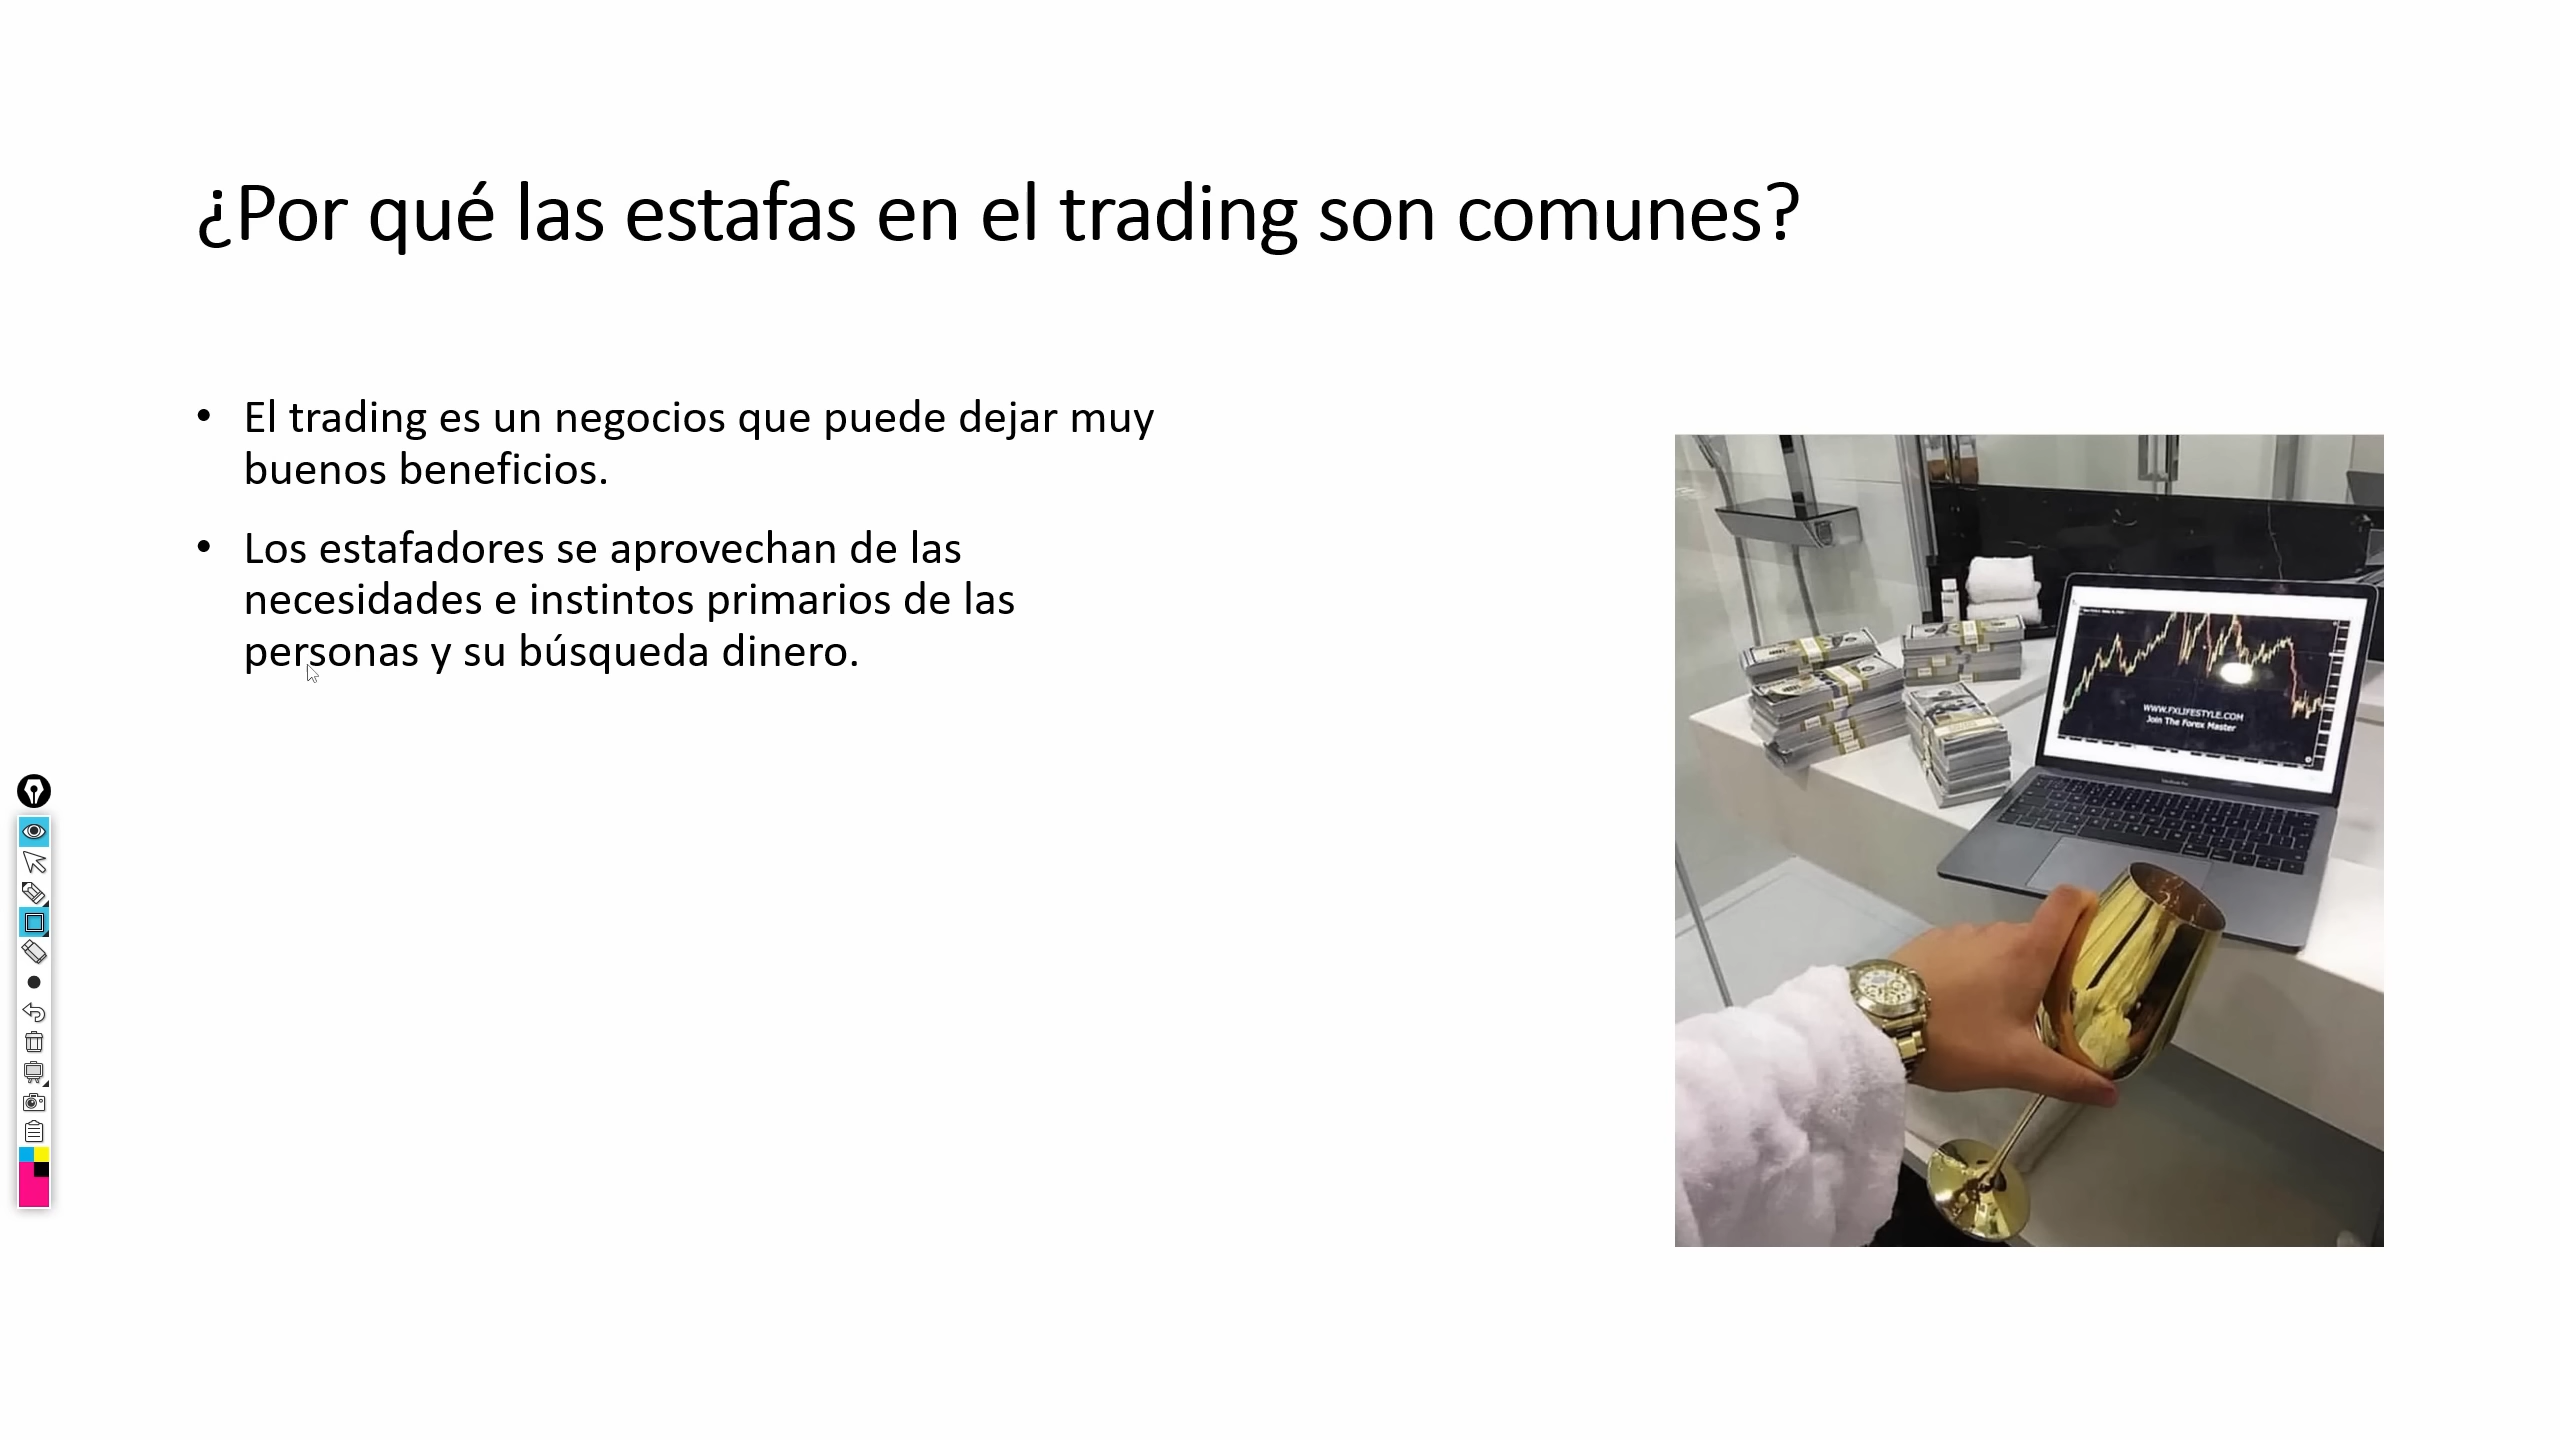 ¿Por qué las estafas en el trading son comunes?
• El trading es un negocios que puede dejar muy
buenos beneficios.
• Los estafadores se aprovechan de las
necesidades e instintos primarios de las
personas y su búsqueda dinero.
WWW.FXLIFESTYLE.COM
Join The Forex Master